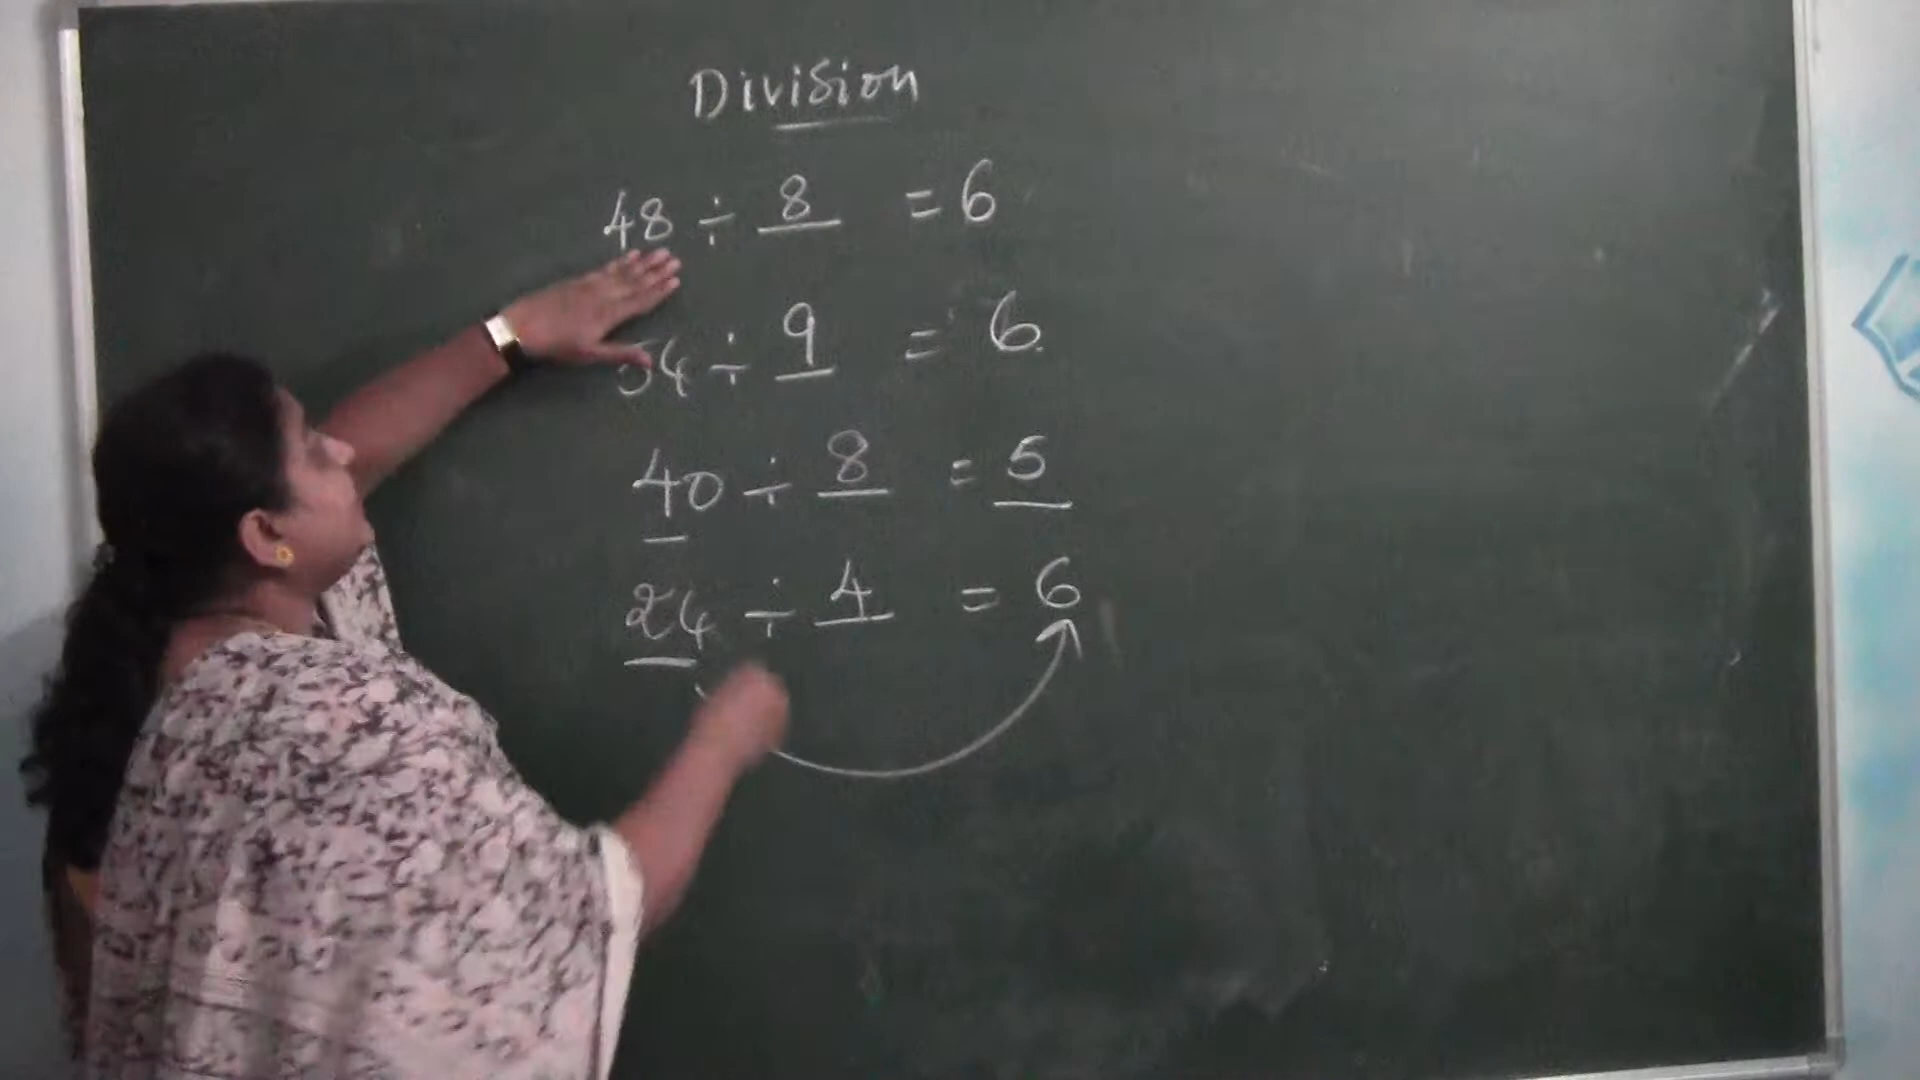 Division
48 ÷ 8 = 6
54 ÷ 9 = 6
40 ÷ 8 = 5
24 ÷ 4 = 6